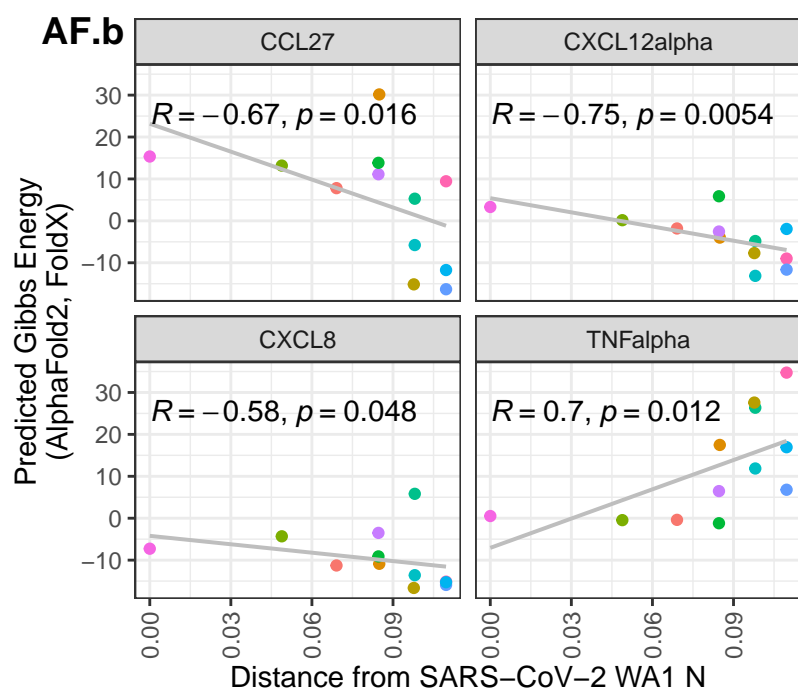 AF.b
CCL27
CXCL12alpha
R = −0.67, p = 0.016
R = −0.75, p = 0.0054
30
20
10
0
−10
CXCL8
TNFalpha
R = −0.58, p = 0.048
R = 0.7, p = 0.012
30
20
10
0
−10
0.00
0.03
0.06
0.09
0.00
0.03
0.06
0.09
Predicted Gibbs Energy
(AlphaFold2, FoldX)
Distance from SARS−CoV−2 WA1 N